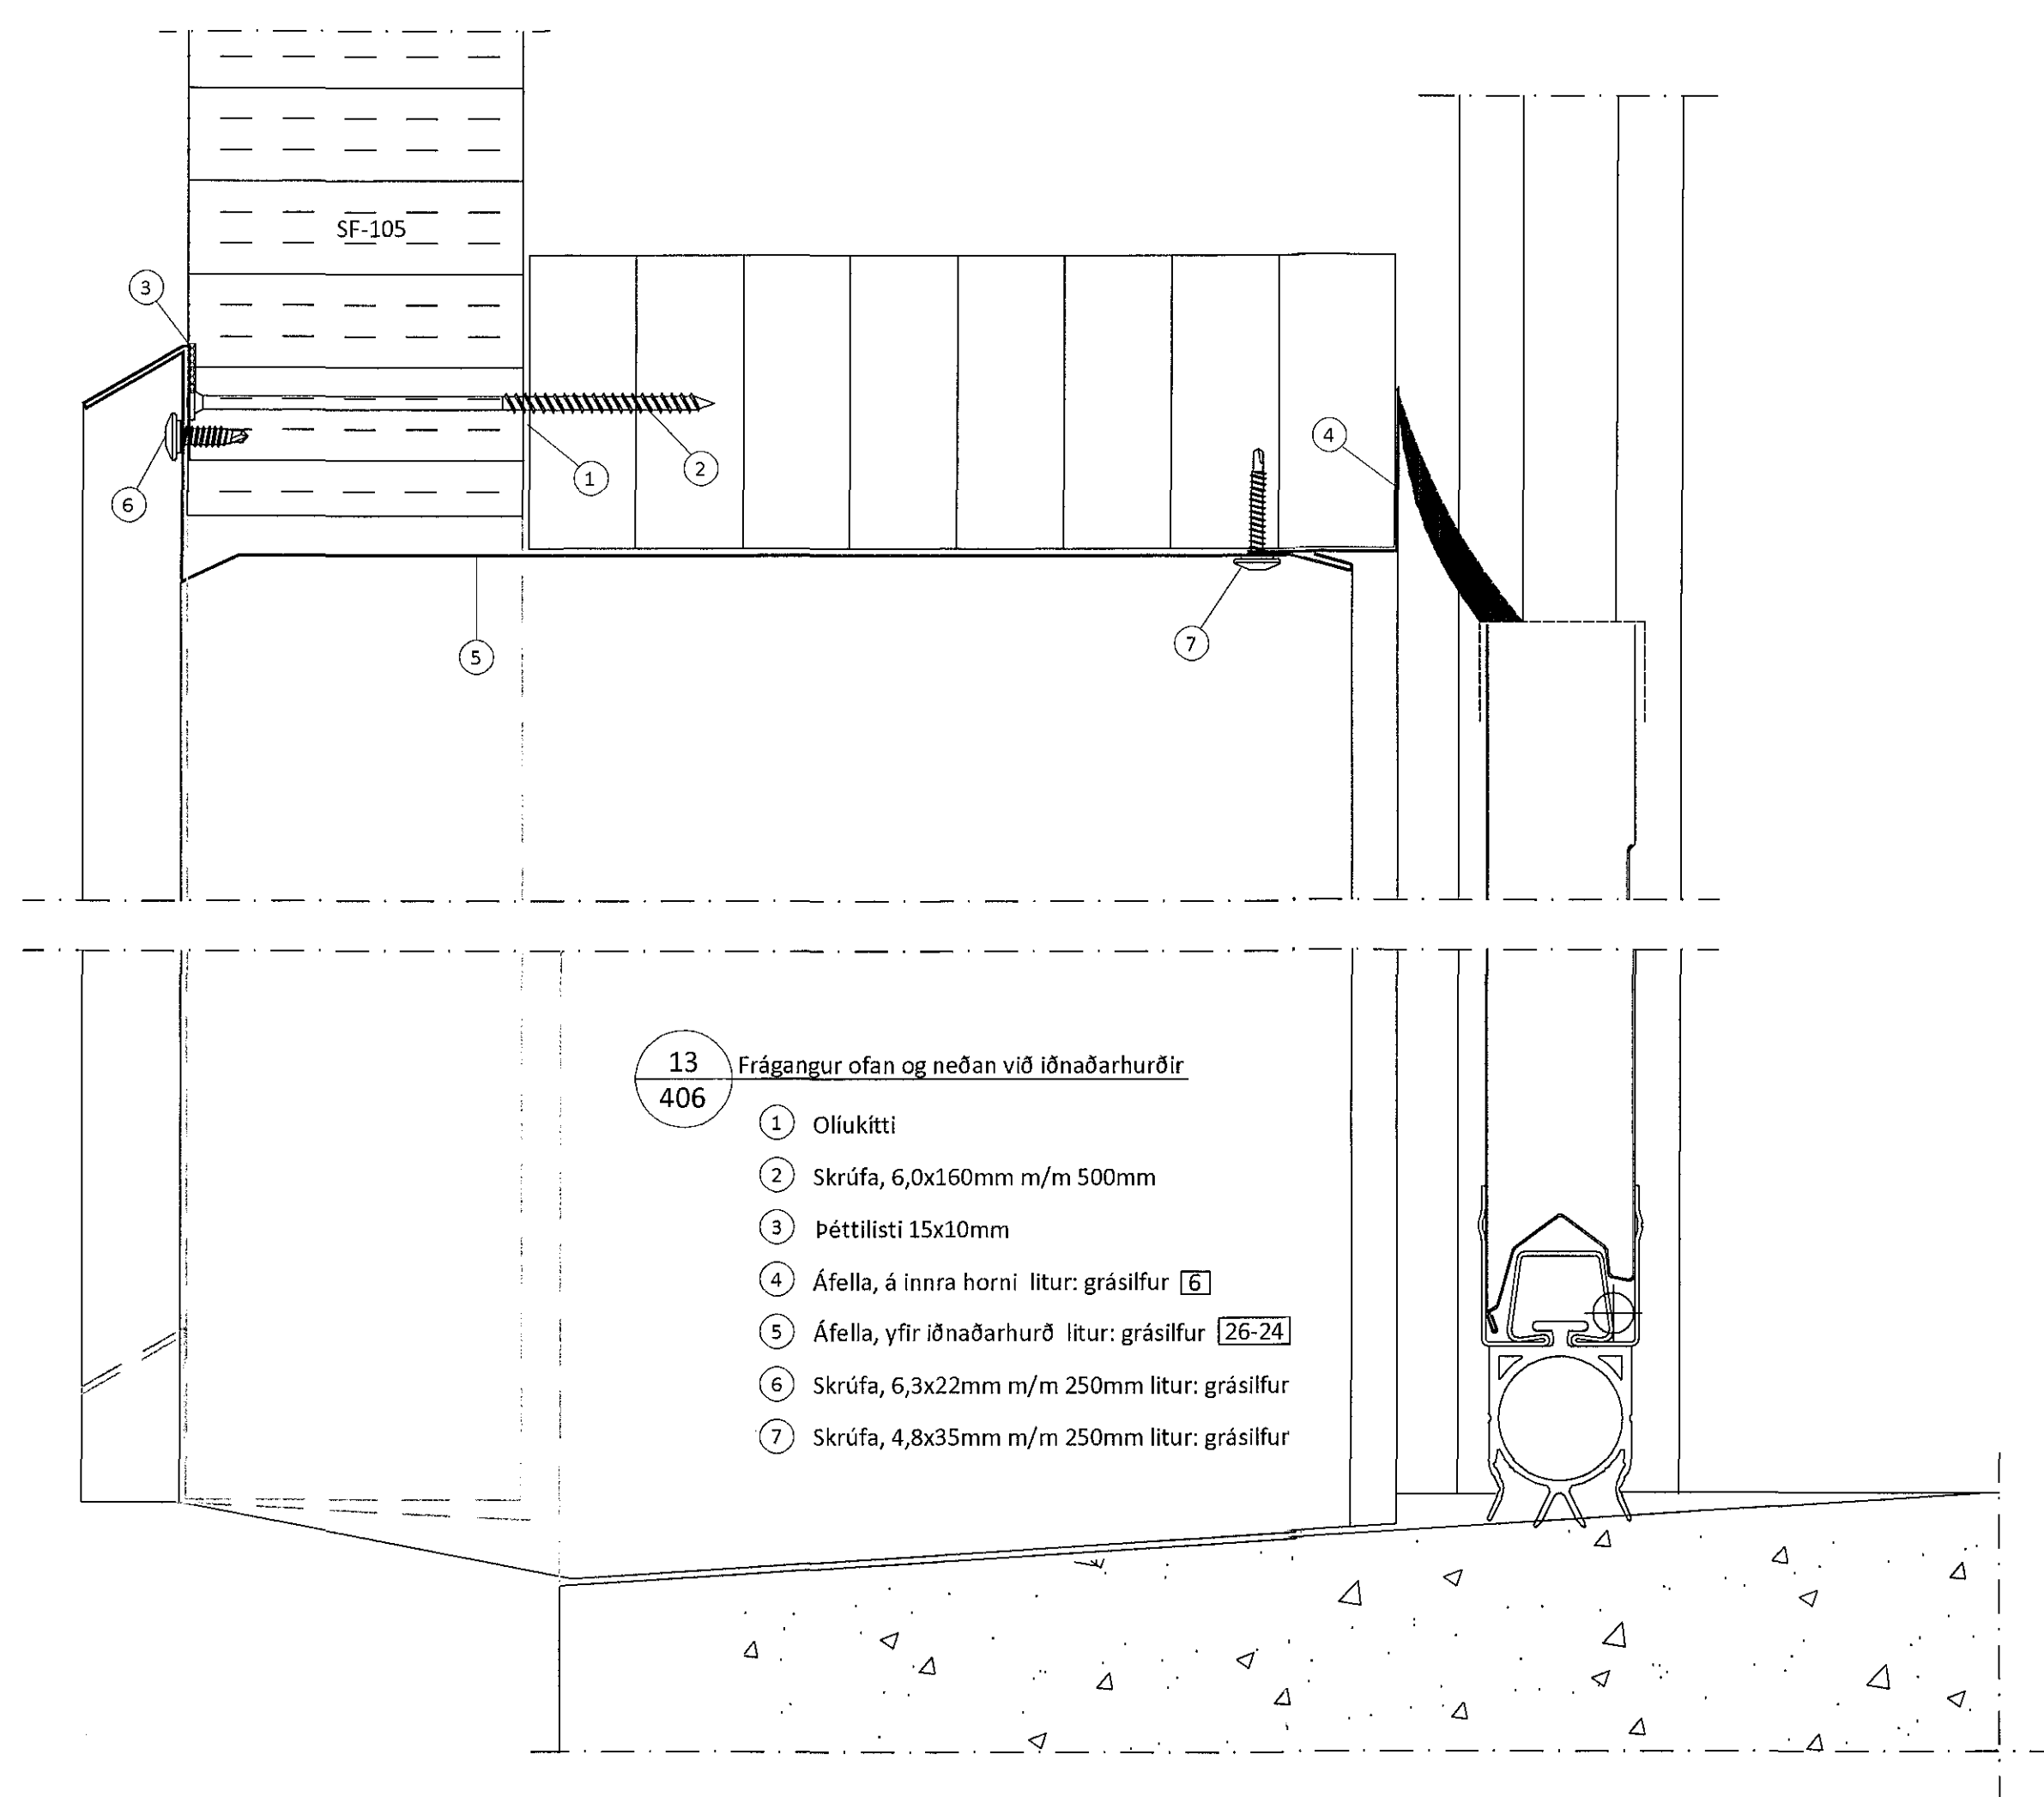 SF-105
3
4
1
2
6
7
5
13
406
Frágangur ofan og neðan við iðnaðarhurðir
1 Olíukítti
2 Skrúfa, 6,0x160mm m/m 500mm
3 Þéttilisti 15x10mm
4 Áfella, á innra horni litur: grásilfur 6
5 Áfella, yfir iðnaðarhurð litur: grásilfur 26-24
6 Skrúfa, 6,3x22mm m/m 250mm litur: grásilfur
7 Skrúfa, 4,8x35mm m/m 250mm litur: grásilfur